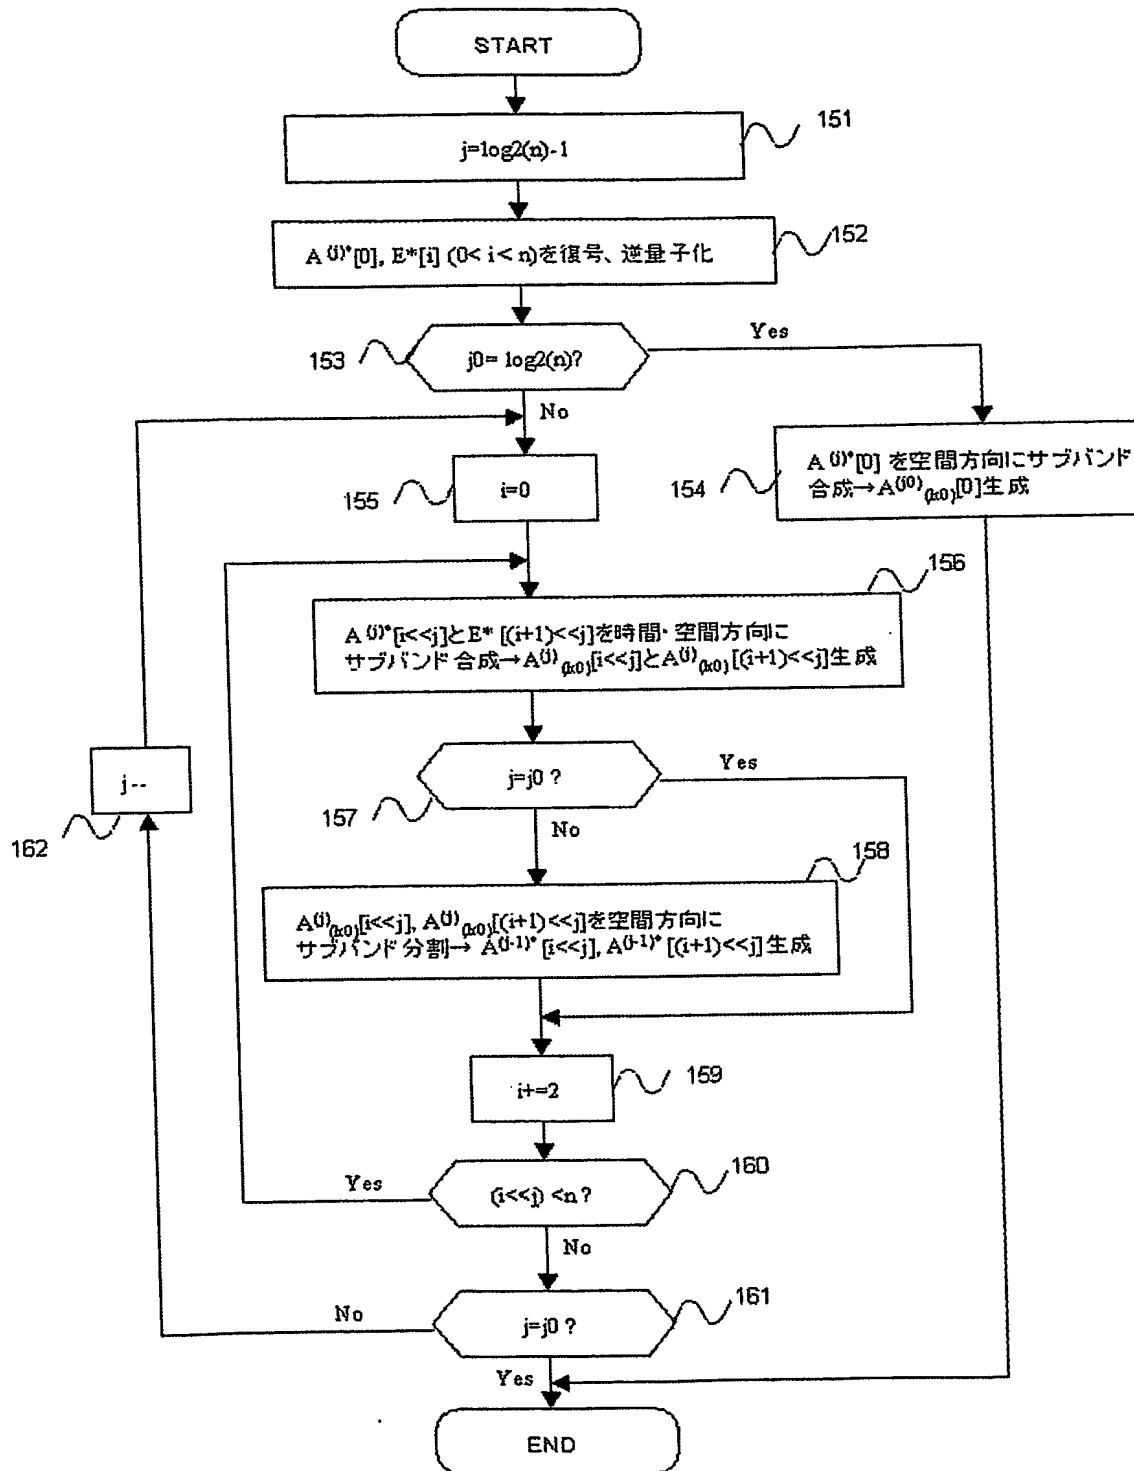 START
j=log2(n)-1
151
A(j)*[0], E*[i] (0< i < n)を復号、逆量子化
152
153
j0= log2(n)?
Yes
No
155
i=0
154
A(j)*[0] を空間方向にサブバンド
合成→A(j0)(k0)[0]生成
156
A(j)*[i<<j]とE* [(i+1)<<j]を時間・空間方向に
サブバンド 合成→A(j)(k0)[i<<j]とA(j)(k0)[(i+1)<<j]生成
j--
162
j=j0 ?
Yes
157
No
158
A(j)(k0)[i<<j], A(j)(k0)[(i+1)<<j]を空間方向に
サブバンド 分割→ A(j-1)*[i<<j], A(j-1)*[(i+1)<<j]生成
i+=2
159
Yes
(i<<j) <n ?
160
No
No
j=j0 ?
161
Yes
END